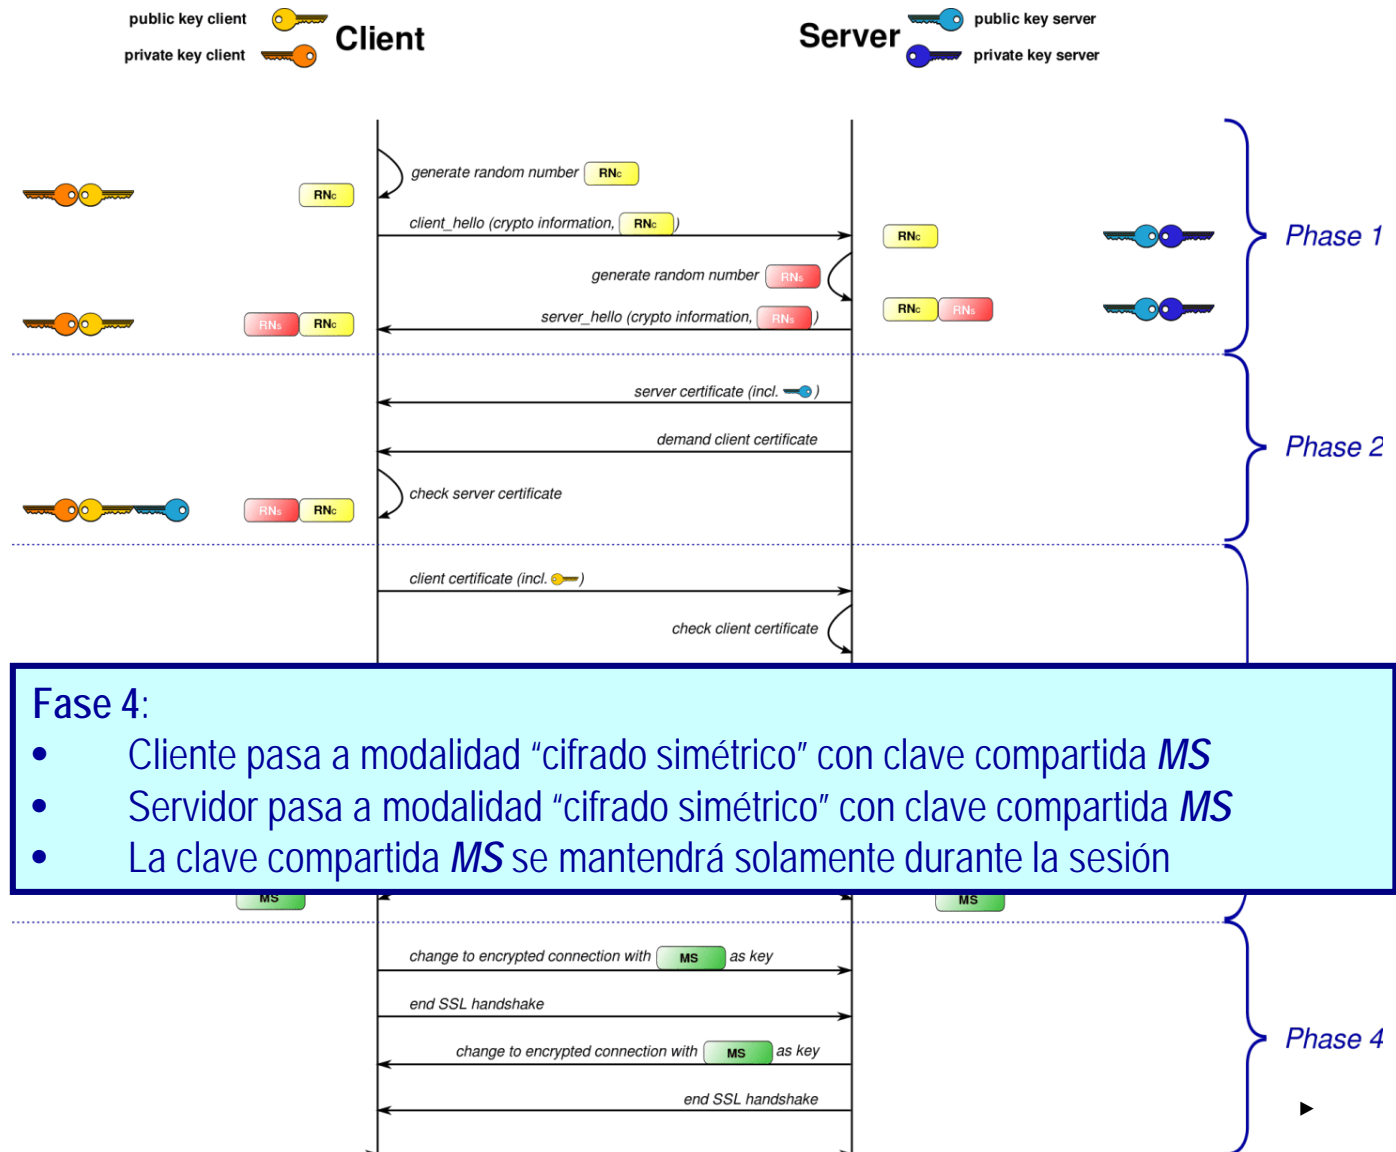 public key client
Client
Server
public key server
private key client
private key server
generate random number RNc
RNc
client_hello (crypto information, RNc )
RNc
Phase 1
generate random number RNs
RNc RNs
server_hello (crypto information, RNs )
RNs RNc
server certificate (incl. )
demand client certificate
Phase 2
check server certificate
RNs RNc
client certificate (incl. )
check client certificate
Fase 4:
• Cliente pasa a modalidad “cifrado simétrico” con clave compartida MS
• Servidor pasa a modalidad “cifrado simétrico” con clave compartida MS
• La clave compartida MS se mantendrá solamente durante la sesión
MS MS
change to encrypted connection with MS as key
end SSL handshake
Phase 4
change to encrypted connection with MS as key
end SSL handshake